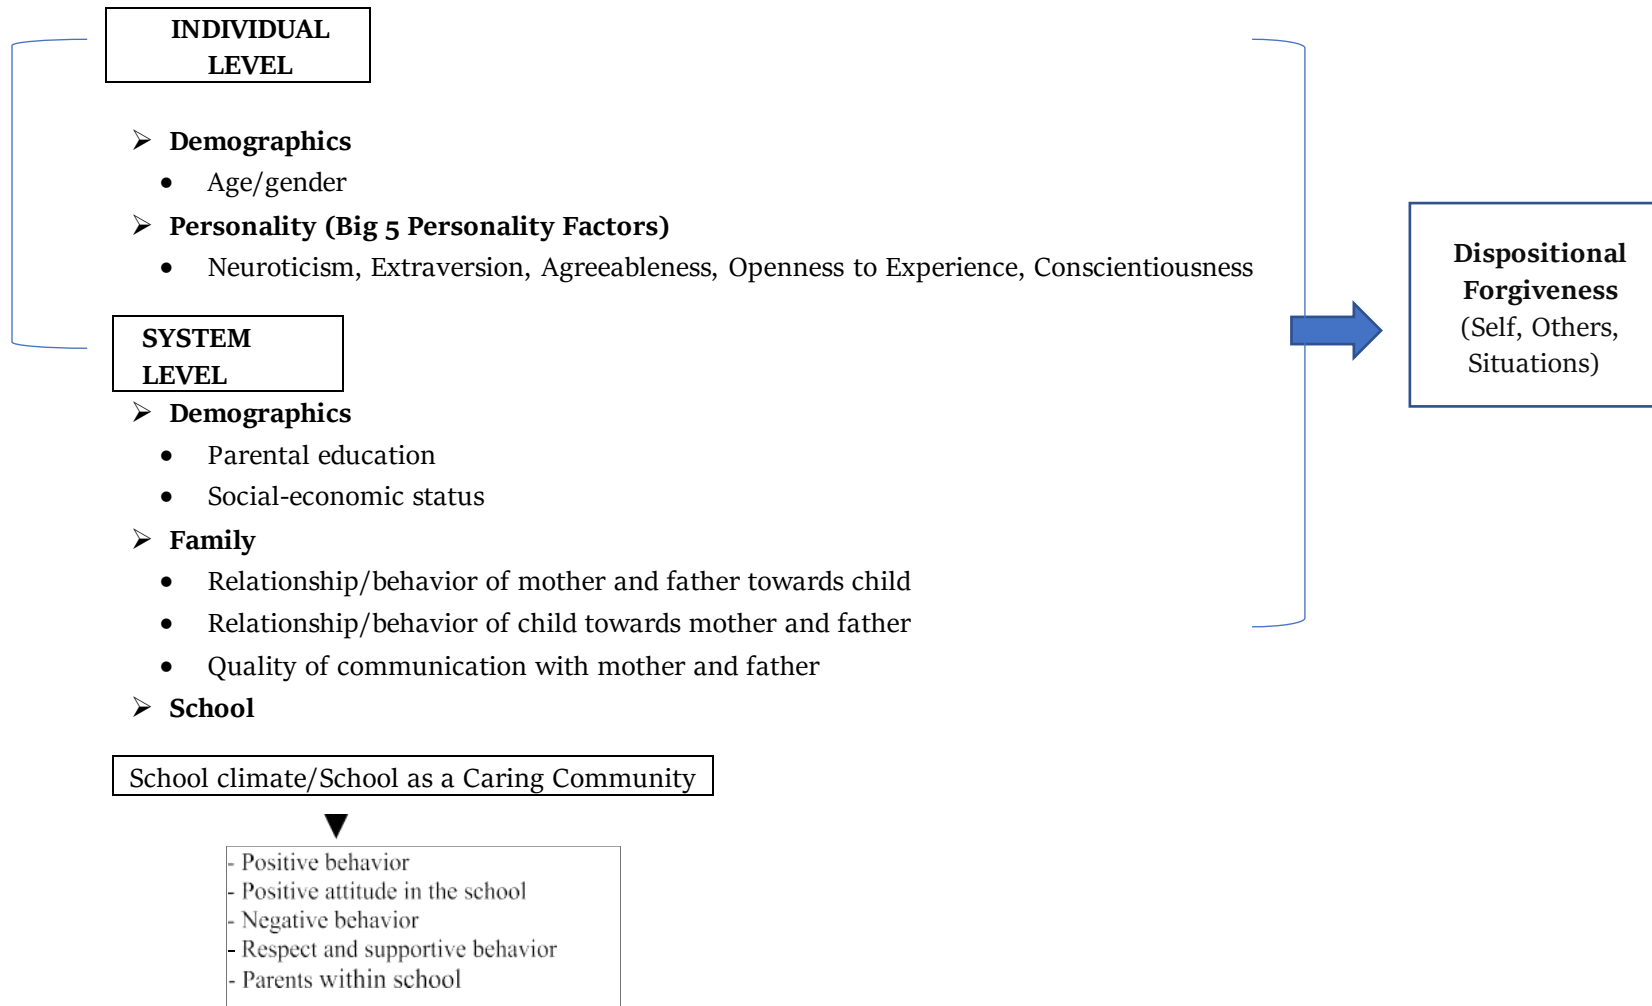 INDIVIDUAL
LEVEL
➢ Demographics
• Age/gender
➢ Personality (Big 5 Personality Factors)
• Neuroticism, Extraversion, Agreeableness, Openness to Experience, Conscientiousness
SYSTEM
LEVEL
➢ Demographics
• Parental education
• Social-economic status
➢ Family
• Relationship/behavior of mother and father towards child
• Relationship/behavior of child towards mother and father
• Quality of communication with mother and father
➢ School
School climate/School as a Caring Community
- Positive behavior
- Positive attitude in the school
- Negative behavior
- Respect and supportive behavior
- Parents within school
Dispositional
Forgiveness
(Self, Others,
Situations)